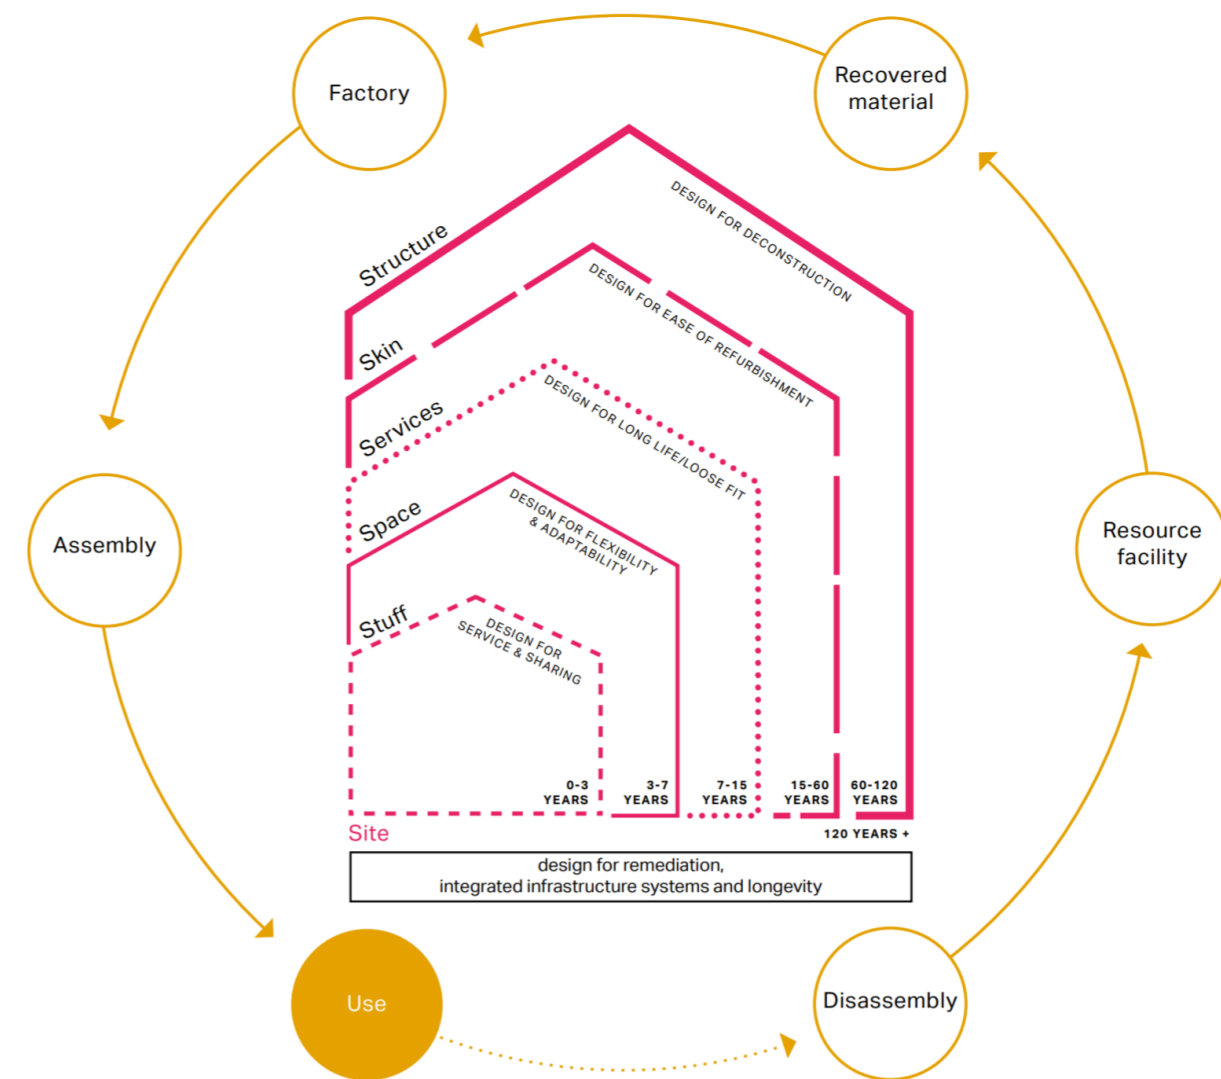 Factory
Recovered
material
Structure
DESIGN FOR DECONSTRUCTION
Skin
DESIGN FOR EASE OF REFURBISHMENT
Services
DESIGN FOR LONG LIFE/LOOSE FIT
Space
DESIGN FOR FLEXIBILITY
& ADAPTABILITY
Assembly
Resource
facility
Stuff
DESIGN FOR
SERVICE & SHARING
0-3
YEARS
3-7
YEARS
7-15
YEARS
15-60
YEARS
60-120
YEARS
Site
120 YEARS +
design for remediation,
integrated infrastructure systems and longevity
Use
Disassembly